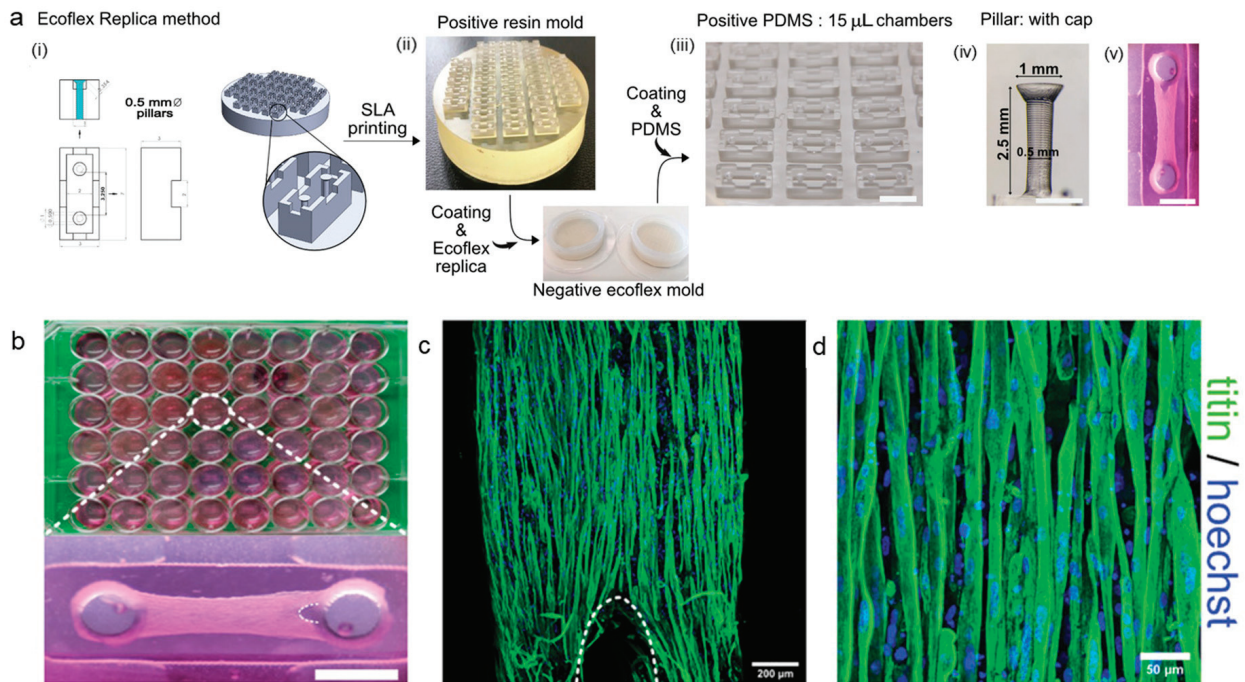 a Ecoflex Replica method
(i)
0.5 mm Ø
pillars
3.250
SLA
printing
Positive resin mold
(ii)
Coating
&
Ecoflex
replica
Negative ecoflex mold
Coating
&
PDMS
Positive PDMS : 15 µL chambers
(iii)
Pillar: with cap
(iv)
1 mm
2.5 mm
0.5 mm
(v)
b
c
200 µm
d
50 µm
titin / hoechst